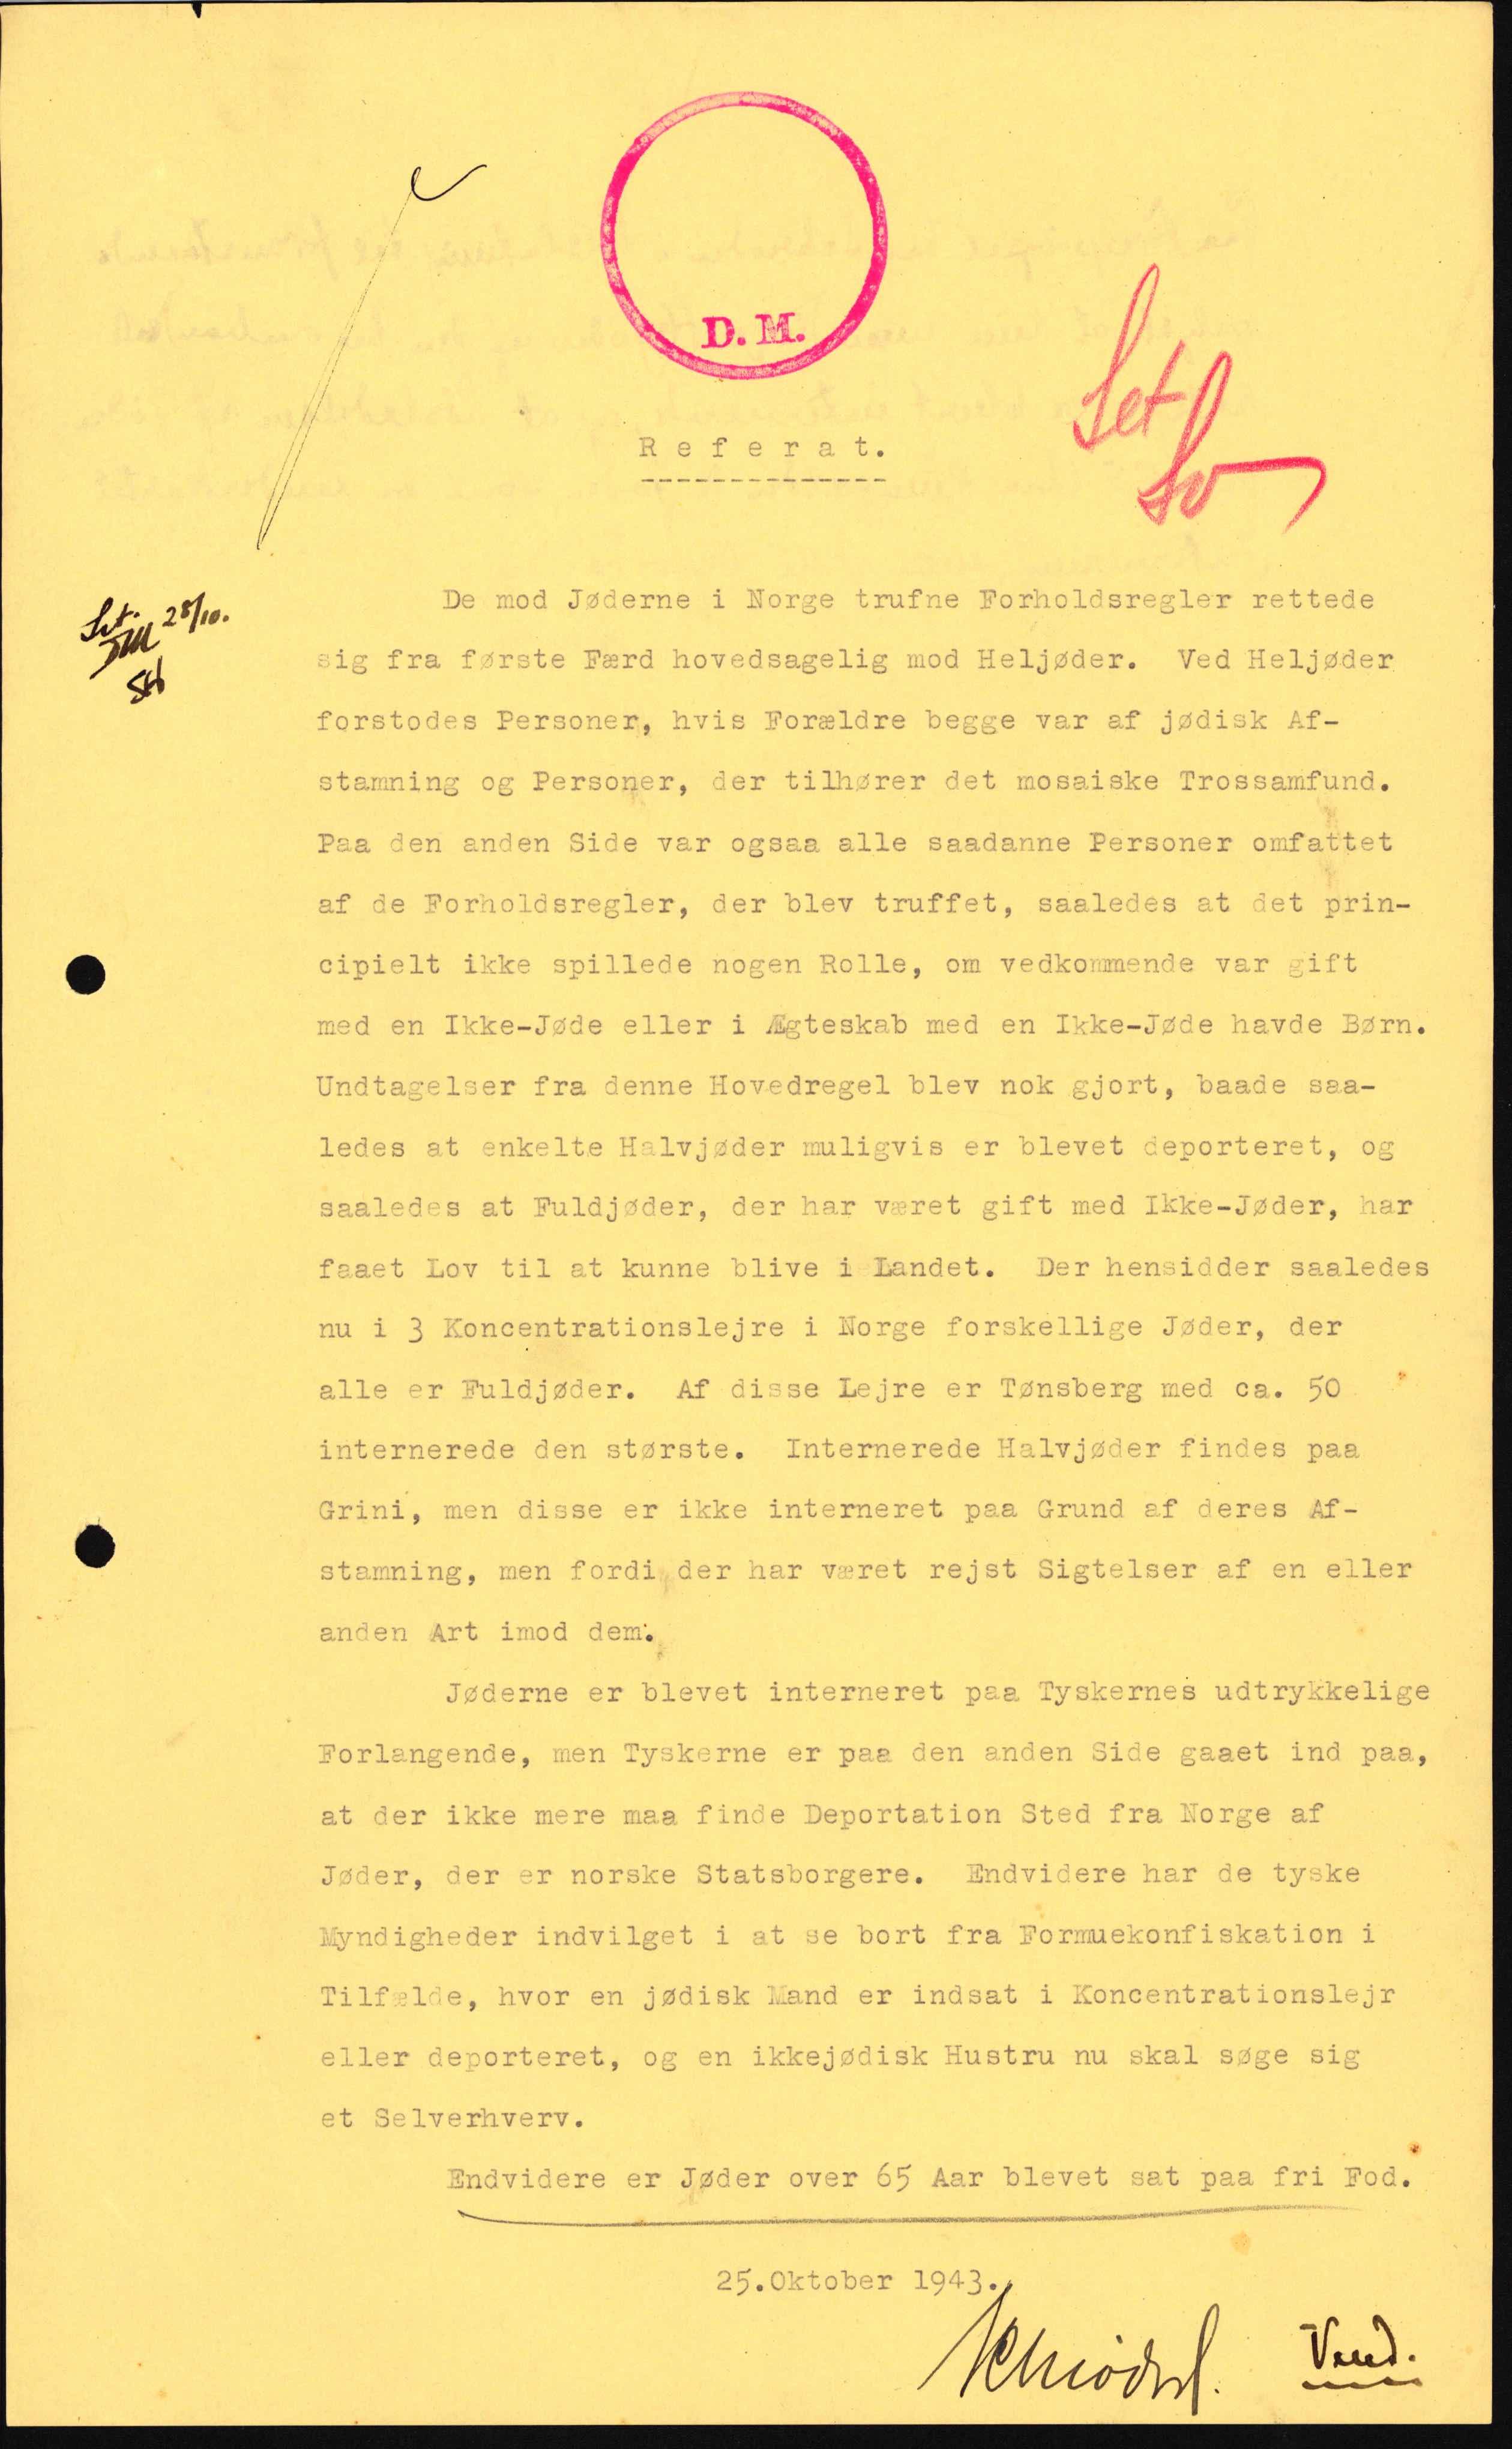 D. M.
Set
R e f e r a t.
Set. 28/10.
De mod Jøderne i Norge trufne Forholdsregler rettede
sig fra første Færd hovedsagelig mod Heljøder. Ved Heljøder
forstodes Personer, hvis Forældre begge var af jødisk Af-
stamning og Personer, der tilhører det mosaiske Trossamfund.
Paa den anden Side var ogsaa alle saadanne Personer omfattet
af de Forholdsregler, der blev truffet, saaledes at det prin-
cipielt ikke spillede nogen Rolle, om vedkommende var gift
med en Ikke-Jøde eller i Ægteskab med en Ikke-Jøde havde Børn.
Undtagelser fra denne Hovedregel blev nok gjort, baade saa-
ledes at enkelte Halvjøder muligvis er blevet deporteret, og
saaledes at Fuldjøder, der har været gift med Ikke-Jøder, har
faaet Lov til at kunne blive i Landet. Der hensidder saaledes
nu i 3 Koncentrationslejre i Norge forskellige Jøder, der
alle er Fuldjøder. Af disse Lejre er Tønsberg med ca. 50
internerede den største. Internerede Halvjøder findes paa
Grini, men disse er ikke interneret paa Grund af deres Af-
stamning, men fordi der har været rejst Sigtelser af en eller
anden Art imod dem.
Jøderne er blevet interneret paa Tyskernes udtrykkelige
Forlangende, men Tyskerne er paa den anden Side gaaet ind paa,
at der ikke mere maa finde Deportation Sted fra Norge af
Jøder, der er norske Statsborgere. Endvidere har de tyske
Myndigheder indvilget i at se bort fra Formuekonfiskation i
Tilfælde, hvor en jødisk Mand er indsat i Koncentrationslejr
eller deporteret, og en ikkejødisk Hustru nu skal søge sig
et Selverhverv.
Endvidere er Jøder over 65 Aar blevet sat paa fri Fod.
25.Oktober 1943.
Vend.